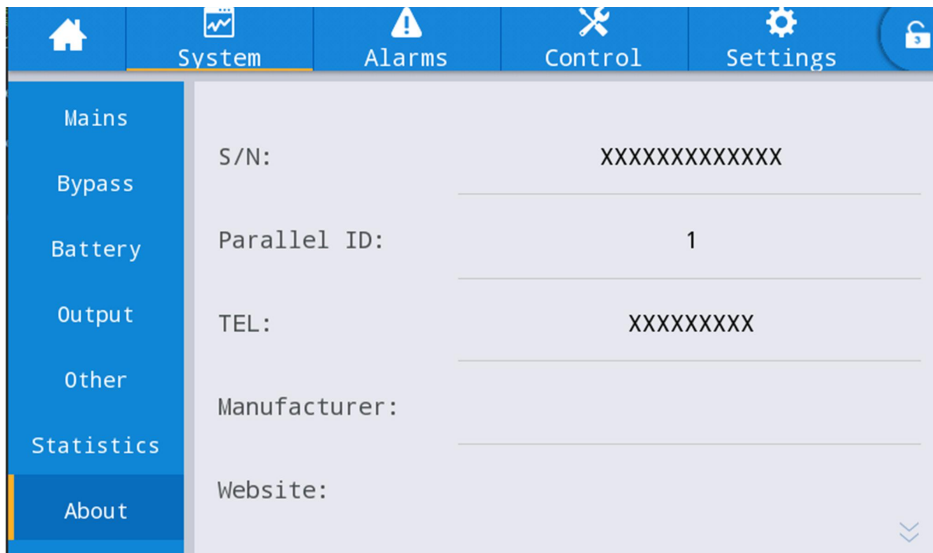 System
Alarms
Control
Settings
3
Mains
Bypass
Battery
Output
Other
Statistics
About
S/N:
XXXXXXXXXXXXX
Parallel ID:
1
TEL:
XXXXXXXXX
Manufacturer:
Website: